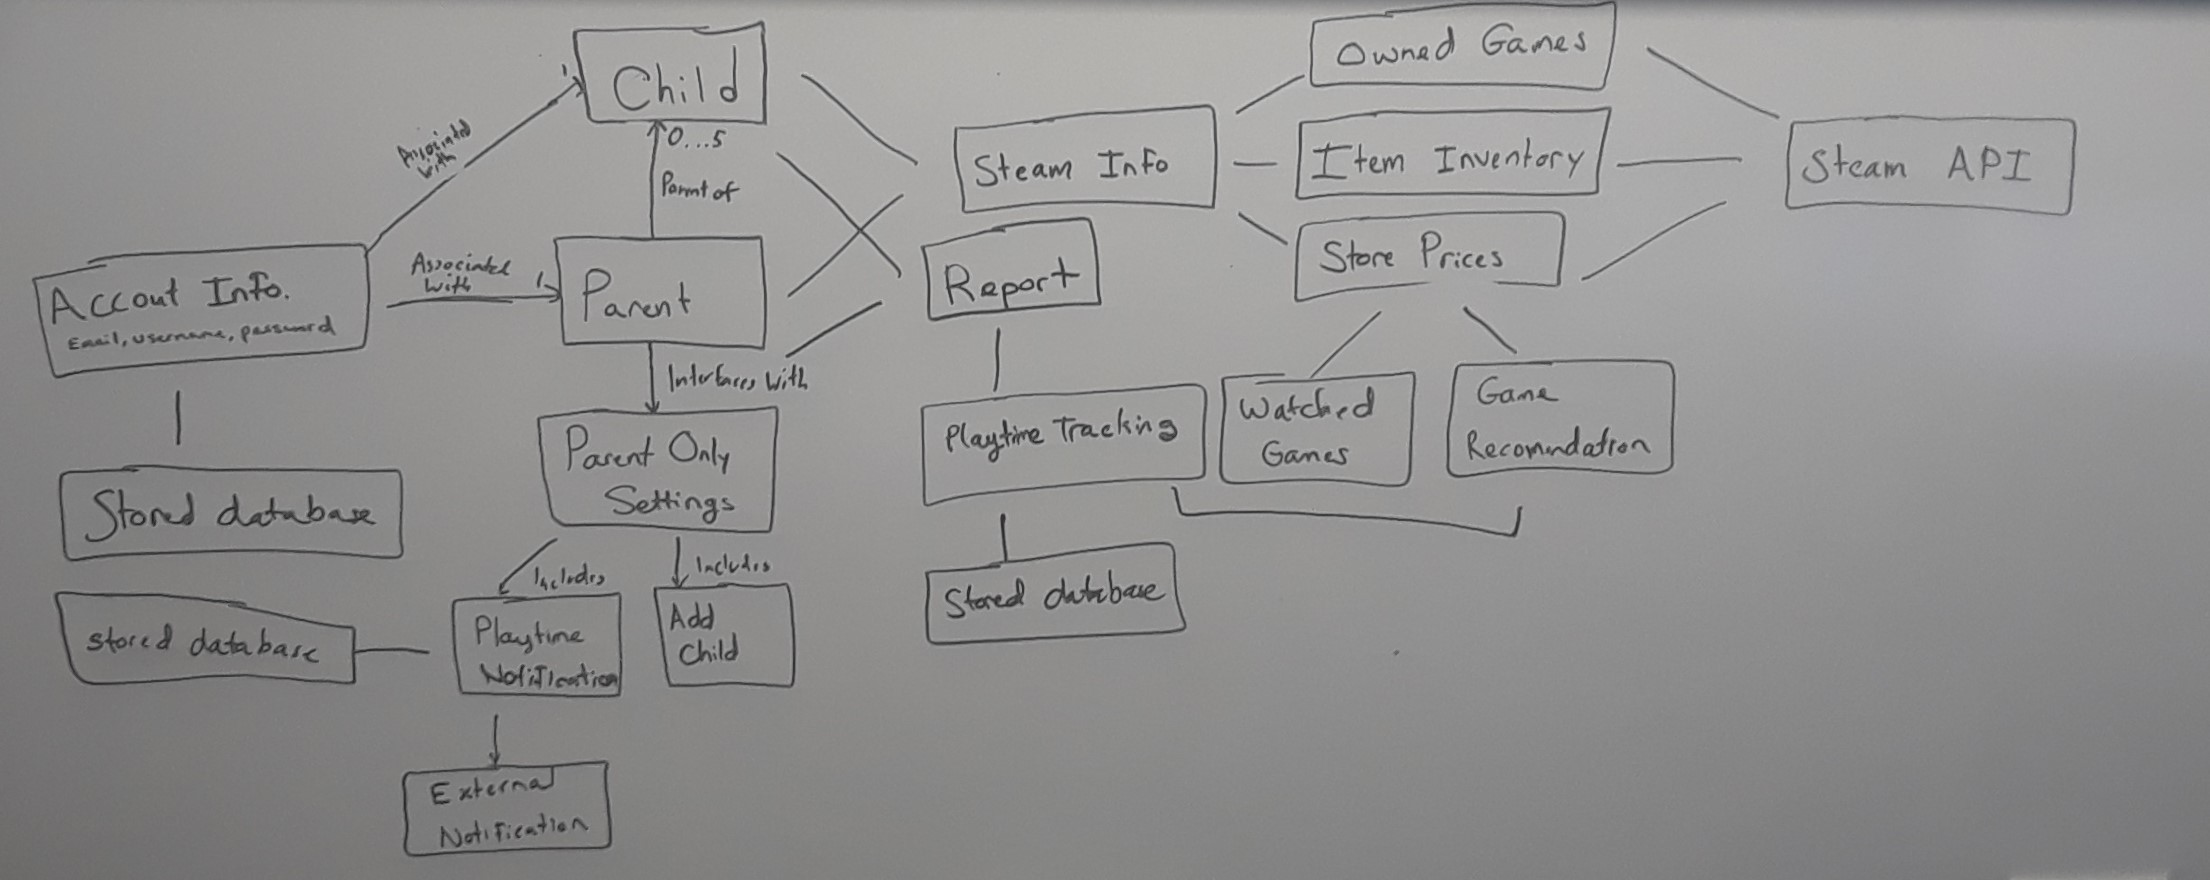 Child
Owned Games
Associated
with
1
0...5
Steam Info
Item Inventory
Steam API
Parent of
Accout Info.
Email, username, password
Associated
with
1
Parent
Report
Store Prices
Interfaces with
Stored database
Parent Only
Settings
Playtime Tracking
Watched
Games
Game
Recomndation
Includes
Includes
stored database
Playtime
Notification
Add
Child
Stored database
External
Notification